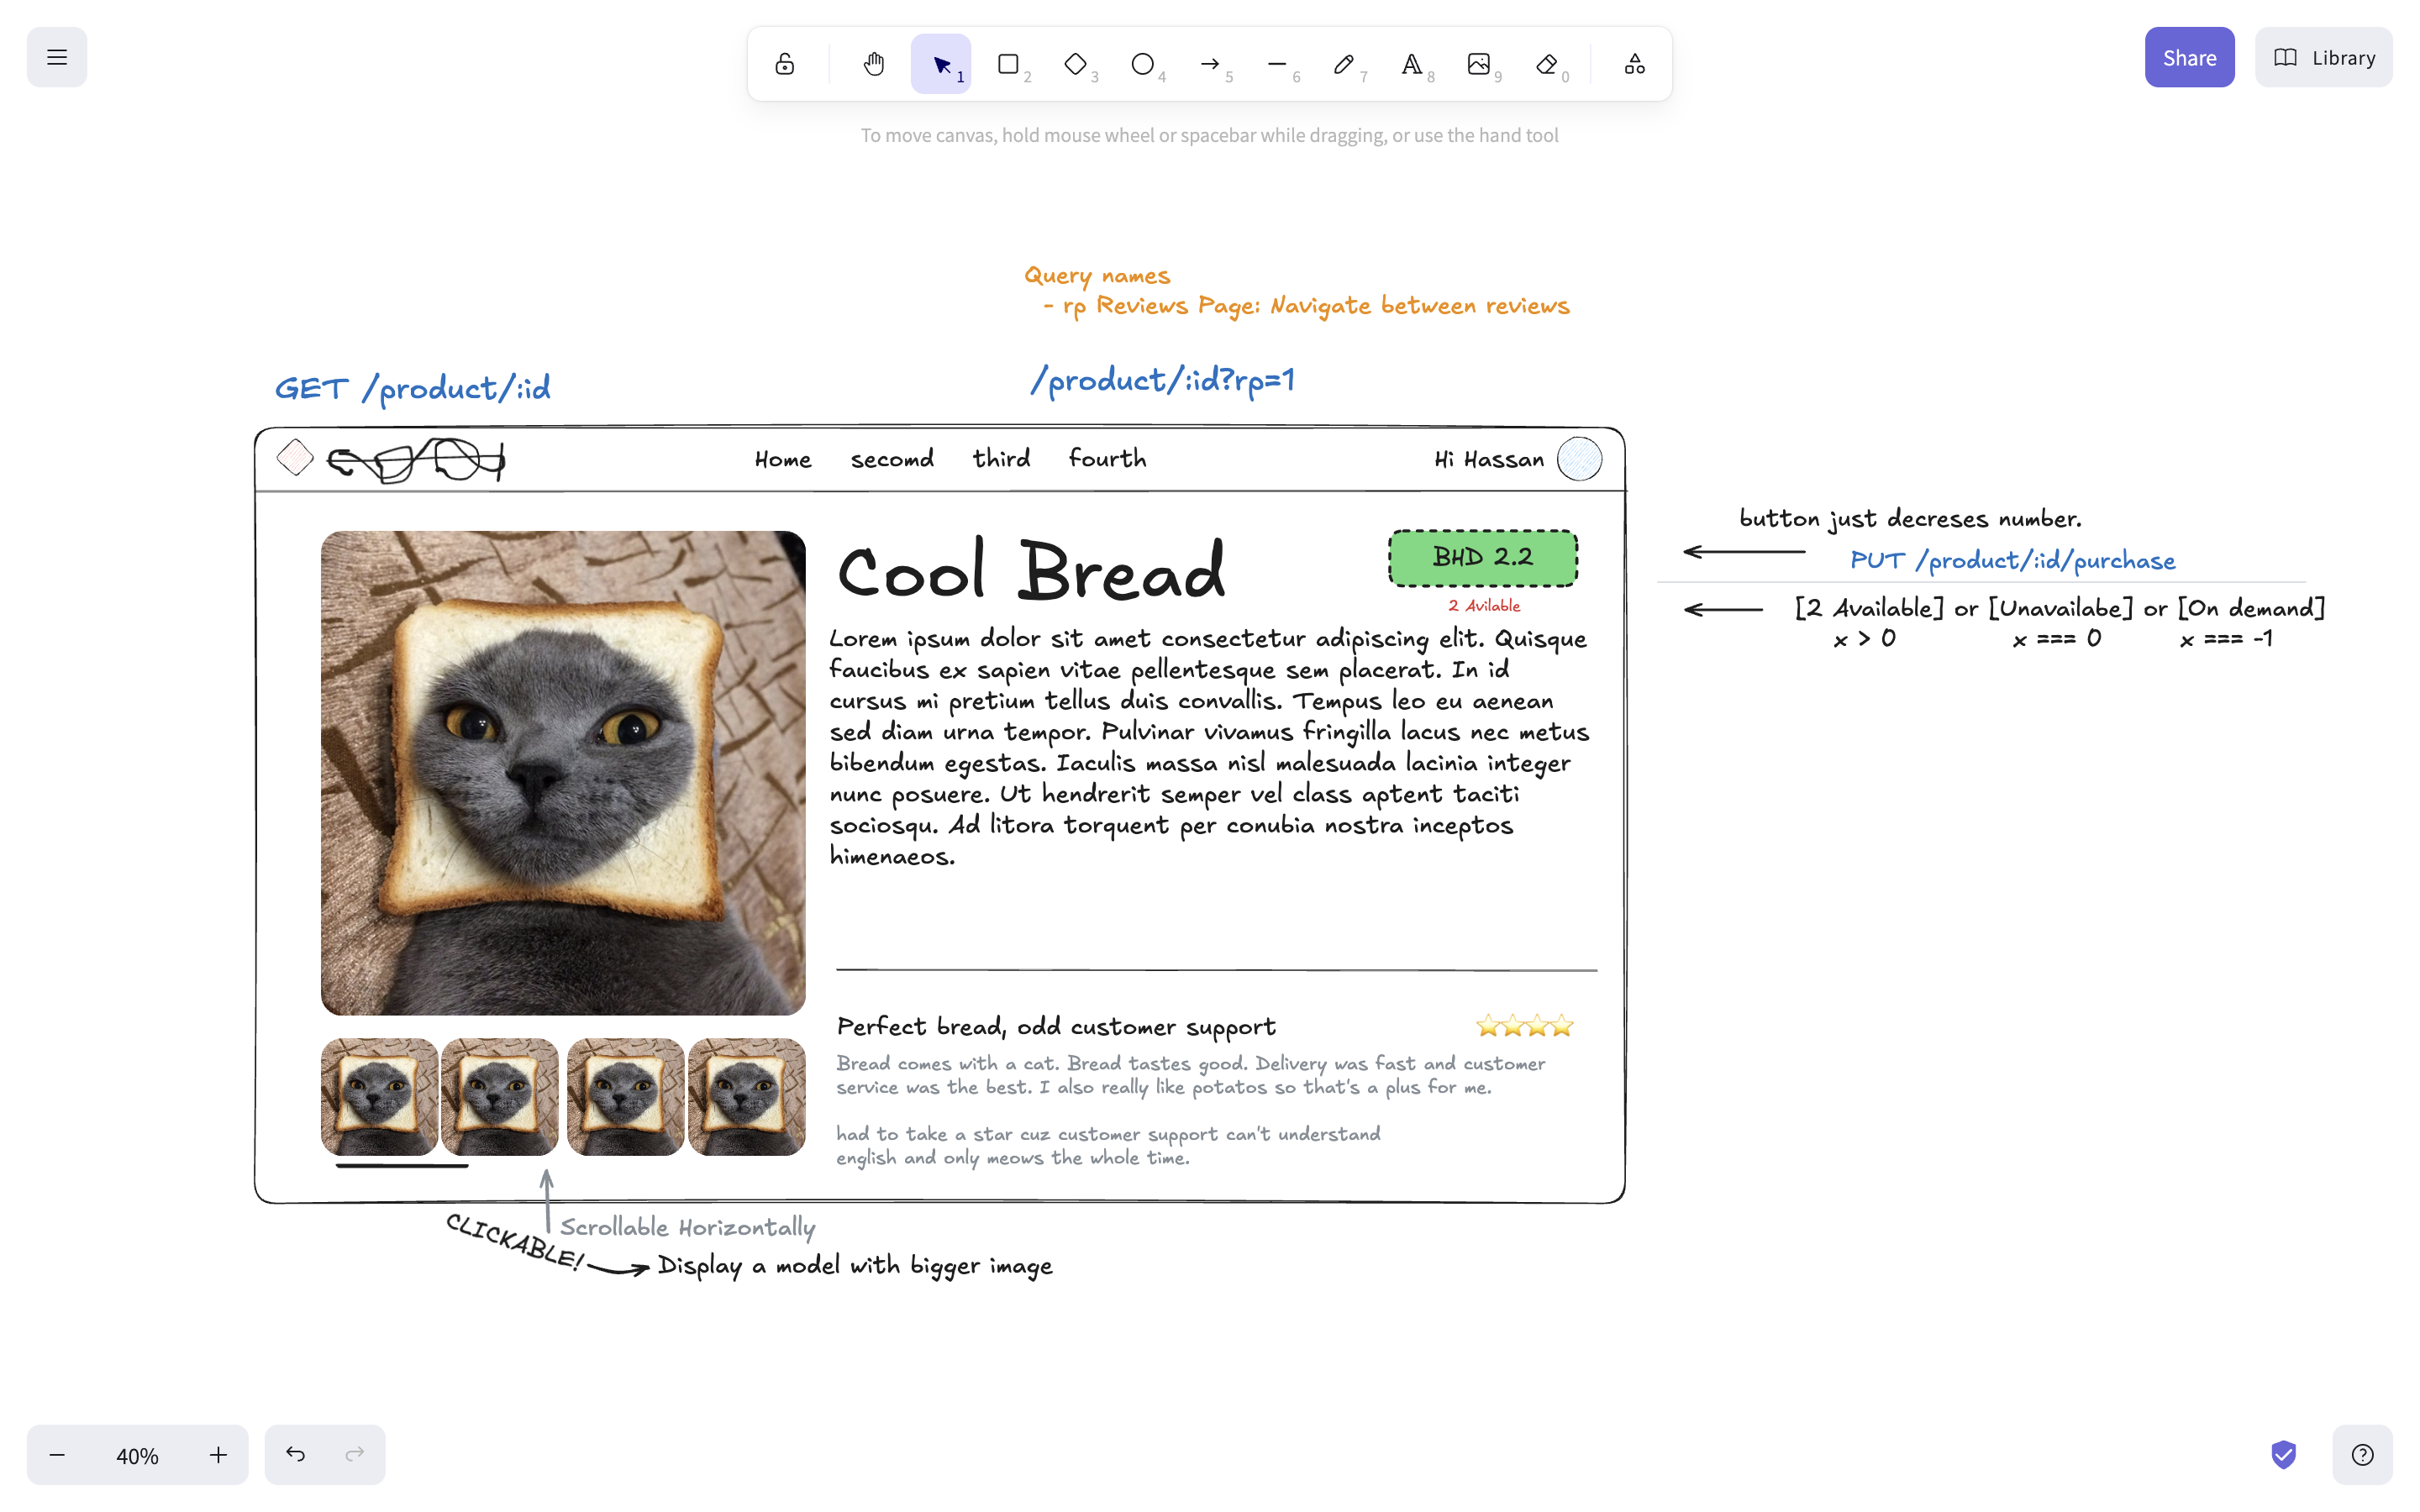 1
2
3
4
5
6
7
8
9
0
Share
Library
To move canvas, hold mouse wheel or spacebar while dragging, or use the hand tool
Query names
- rp Reviews Page: Navigate between reviews
GET /product/:id
/product/:id?rp=1
Home secomd third fourth
Hi Hassan
Cool Bread
BHD 2.2
2 Avilable
Lorem ipsum dolor sit amet consectetur adipiscing elit. Quisque
faucibus ex sapien vitae pellentesque sem placerat. In id
cursus mi pretium tellus duis convallis. Tempus leo eu aenean
sed diam urna tempor. Pulvinar vivamus fringilla lacus nec metus
bibendum egestas. Iaculis massa nisl malesuada lacinia integer
nunc posuere. Ut hendrerit semper vel class aptent taciti
sociosqu. Ad litora torquent per conubia nostra inceptos
himenaeos.
Perfect bread, odd customer support
Bread comes with a cat. Bread tastes good. Delivery was fast and customer
service was the best. I also really like potatos so that's a plus for me.
had to take a star cuz customer support can't understand
english and only meows the whole time.
button just decreses number.
PUT /product/:id/purchase
[2 Available] or [Unavailabe] or [On demand]
x > 0 x === 0 x === -1
Scrollable Horizontally
CLICKABLE!
Display a model with bigger image
40%